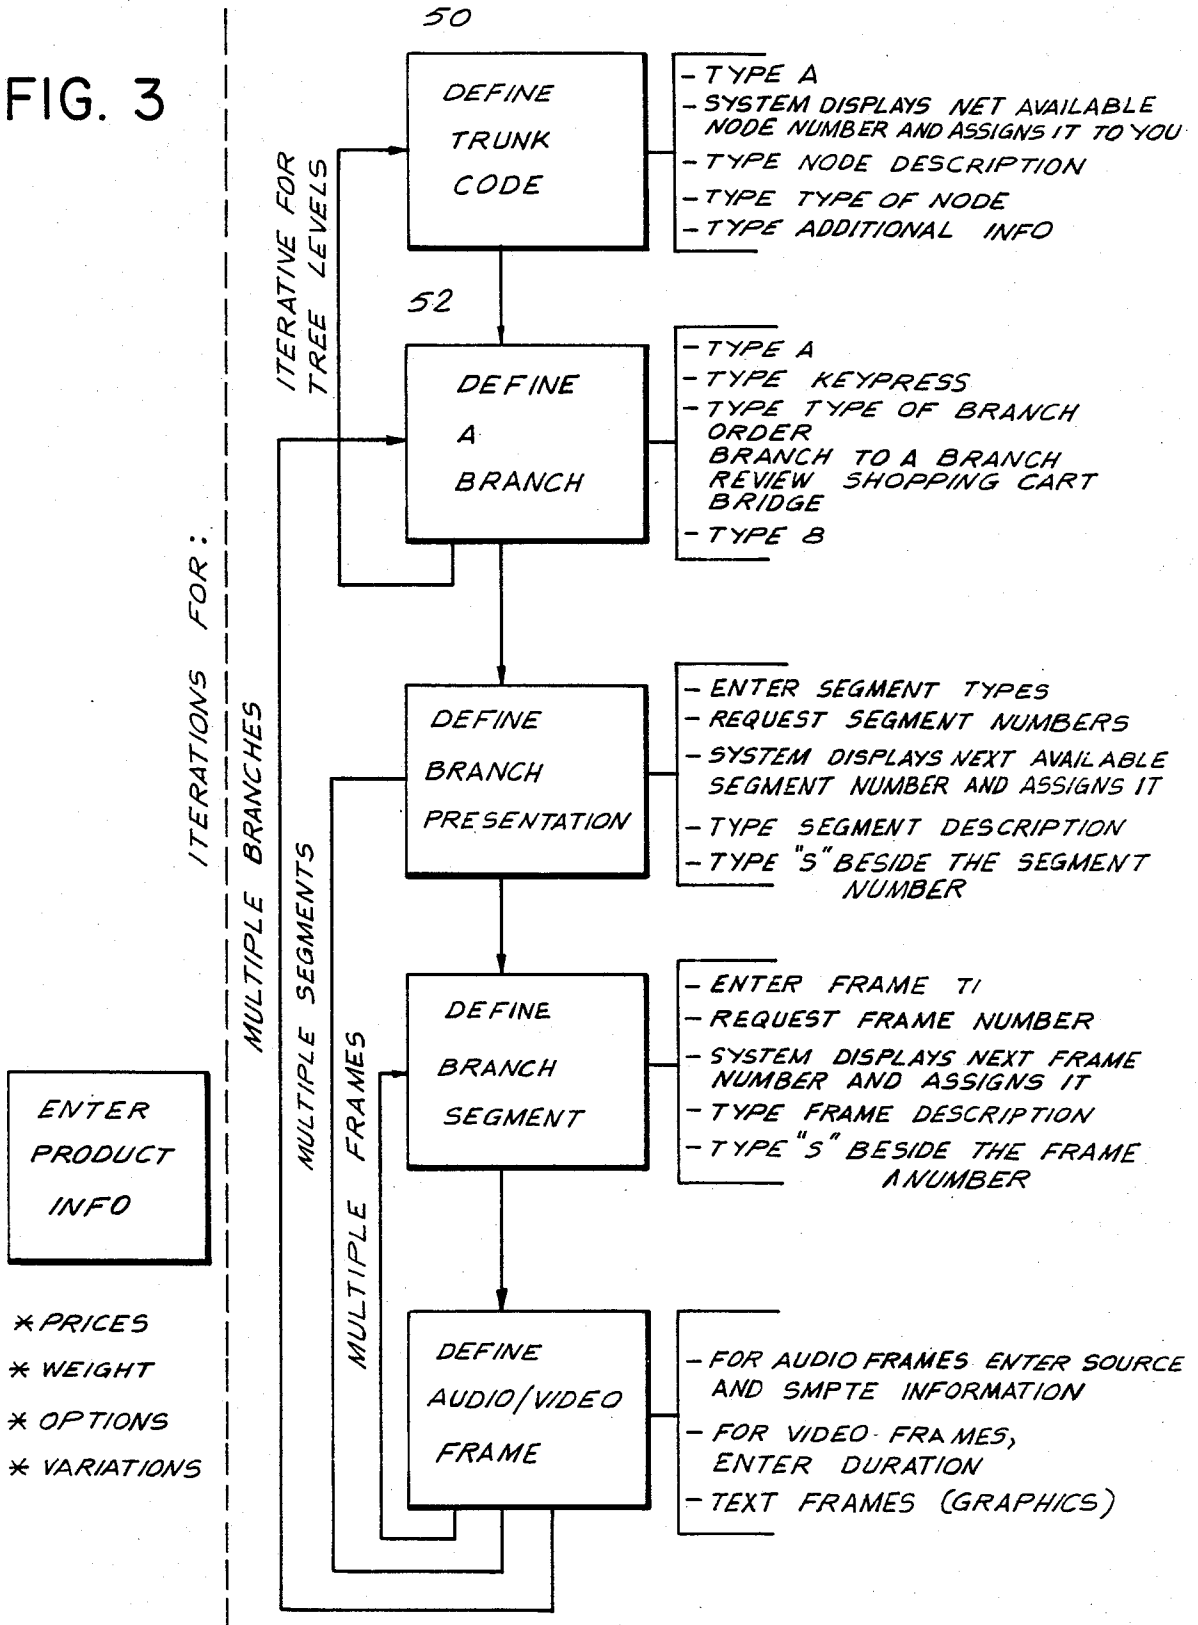 FIG. 3
50
DEFINE
TRUNK
CODE
- TYPE A
- SYSTEM DISPLAYS NET AVAILABLE
NODE NUMBER AND ASSIGNS IT TO YOU
- TYPE NODE DESCRIPTION
- TYPE TYPE OF NODE
- TYPE ADDITIONAL INFO
ITERATIVE FOR
TREE LEVELS
52
DEFINE
A
BRANCH
- TYPE A
- TYPE KEYPRESS
- TYPE TYPE OF BRANCH
ORDER
BRANCH TO A BRANCH
REVIEW SHOPPING CART
BRIDGE
- TYPE B
ITERATIONS FOR:
MULTIPLE BRANCHES
MULTIPLE SEGMENTS
MULTIPLE FRAMES
DEFINE
BRANCH
PRESENTATION
- ENTER SEGMENT TYPES
- REQUEST SEGMENT NUMBERS
- SYSTEM DISPLAYS NEXT AVAILABLE
SEGMENT NUMBER AND ASSIGNS IT
- TYPE SEGMENT DESCRIPTION
- TYPE "S" BESIDE THE SEGMENT
NUMBER
DEFINE
BRANCH
SEGMENT
- ENTER FRAME TI
- REQUEST FRAME NUMBER
- SYSTEM DISPLAYS NEXT FRAME
NUMBER AND ASSIGNS IT
- TYPE FRAME DESCRIPTION
- TYPE "S" BESIDE THE FRAME
ANUMBER
ENTER
PRODUCT
INFO
* PRICES
* WEIGHT
* OPTIONS
* VARIATIONS
DEFINE
AUDIO/VIDEO
FRAME
- FOR AUDIO FRAMES ENTER SOURCE
AND SMPTE INFORMATION
- FOR VIDEO FRAMES,
ENTER DURATION
- TEXT FRAMES (GRAPHICS)